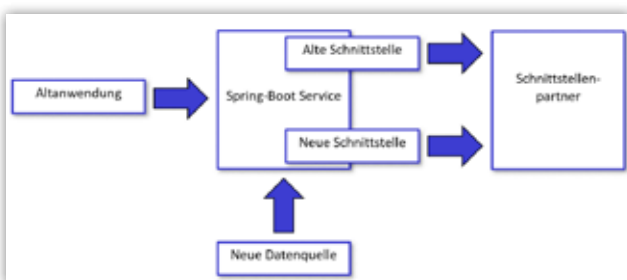 Alte Schnittstelle
Altanwendung
Spring-Boot Service
Schnittstellen-
partner
Neue Schnittstelle
Neue Datenquelle